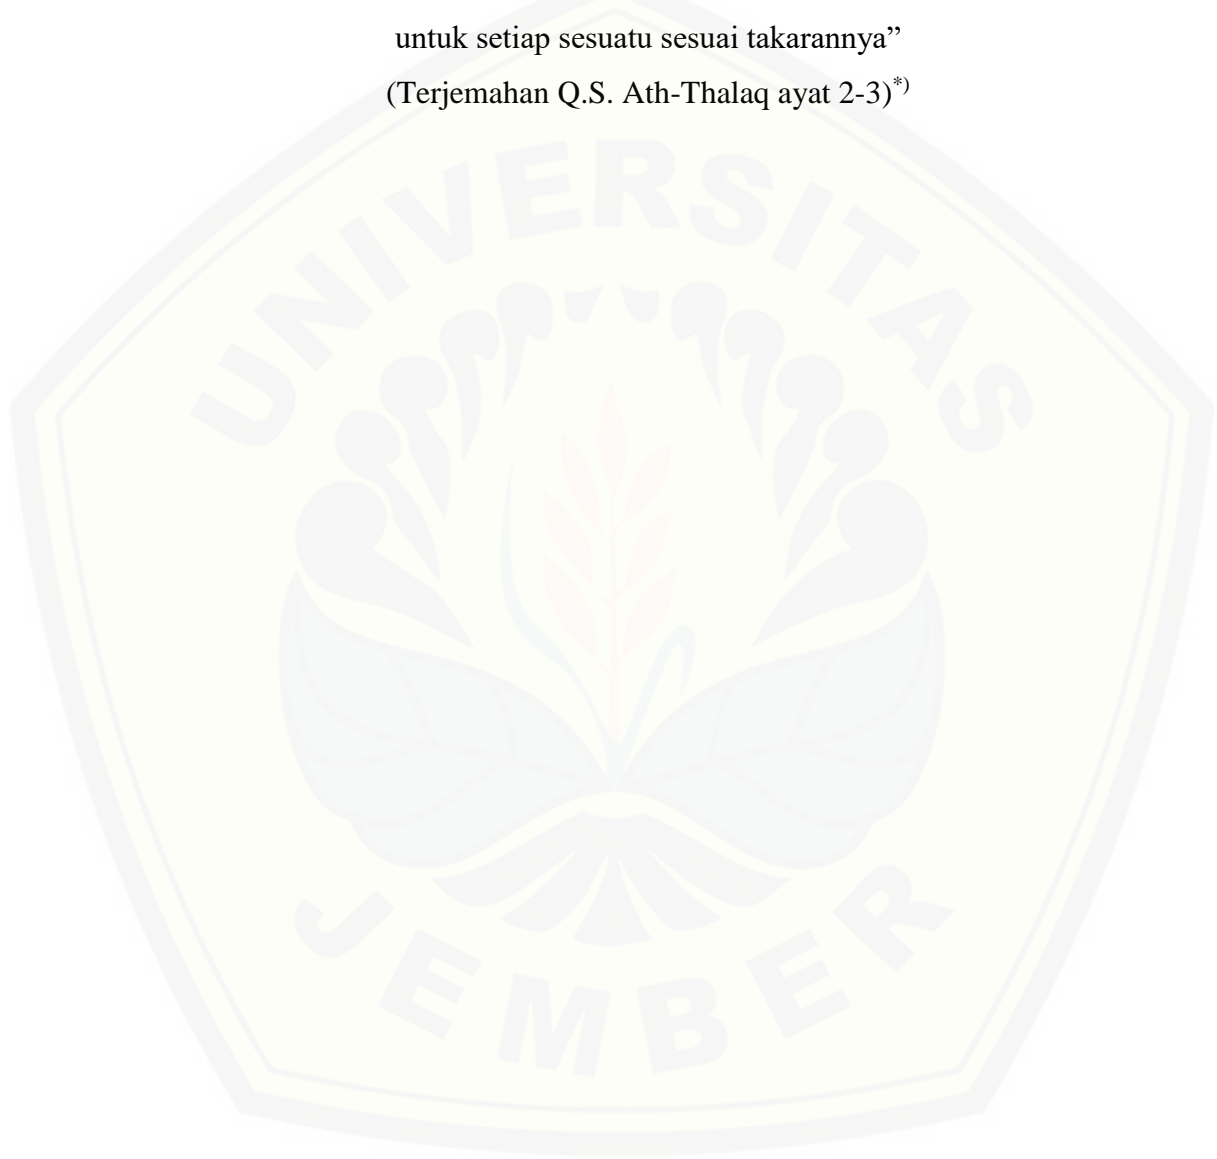 untuk setiap sesuatu sesuai takarannya”
(Terjemahan Q.S. Ath-Thalaq ayat 2-3)*)
UNIVERSITAS
JEMBER